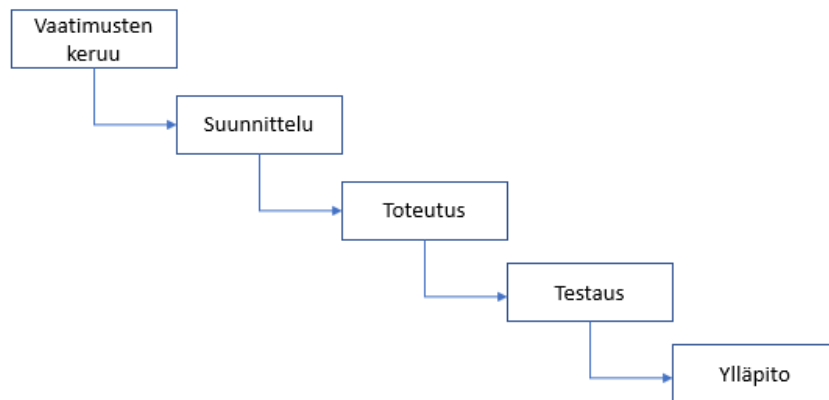 Vaatimusten
keruu
Suunnittelu
Toteutus
Testaus
Ylläpito